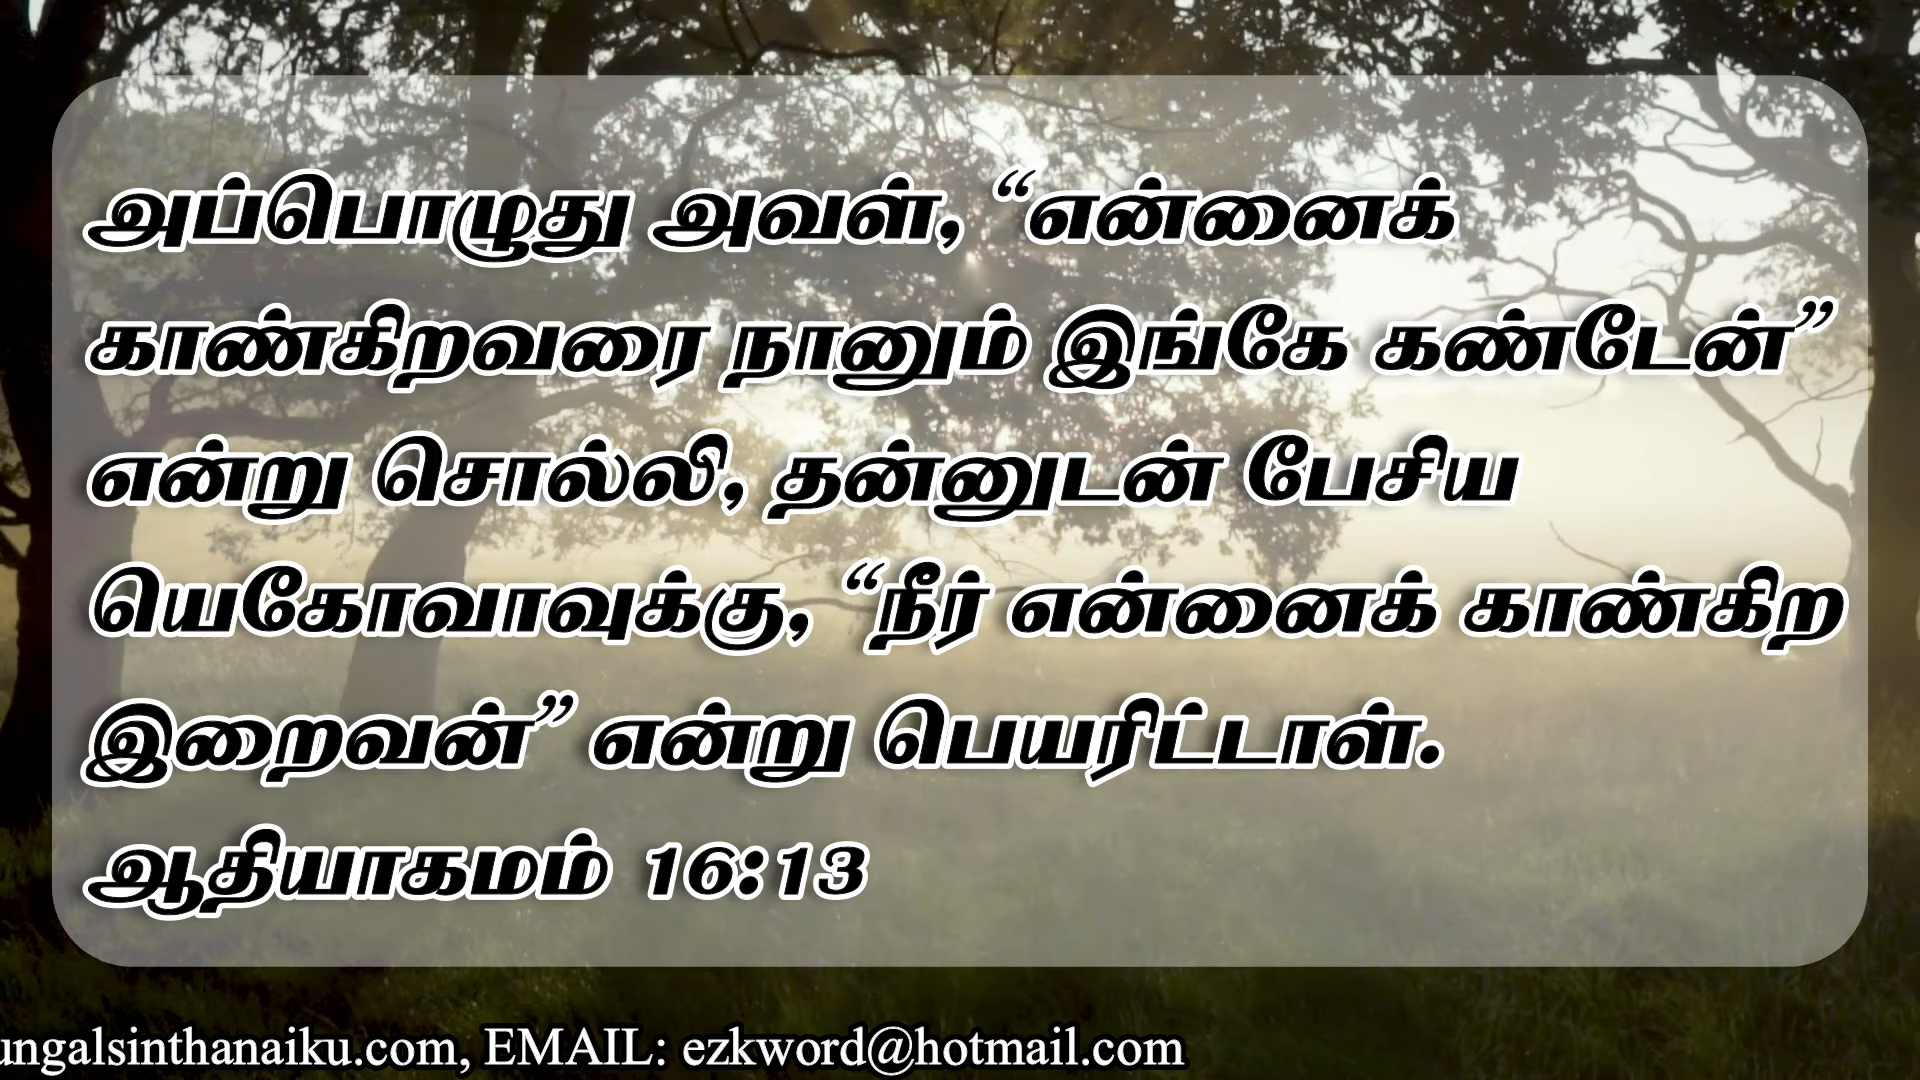 அப்பொழுது அவள், “என்னைக்
காண்கிறவரை நானும் இங்கே கண்டேன்”
என்று சொல்லி, தன்னுடன் பேசிய
யெகோவாவுக்கு, “நீர் என்னைக் காண்கிற
இறைவன்” என்று பெயரிட்டாள்.
ஆதியாகமம் 16:13
ungalsinthanaiku.com, EMAIL: ezkword@hotmail.com